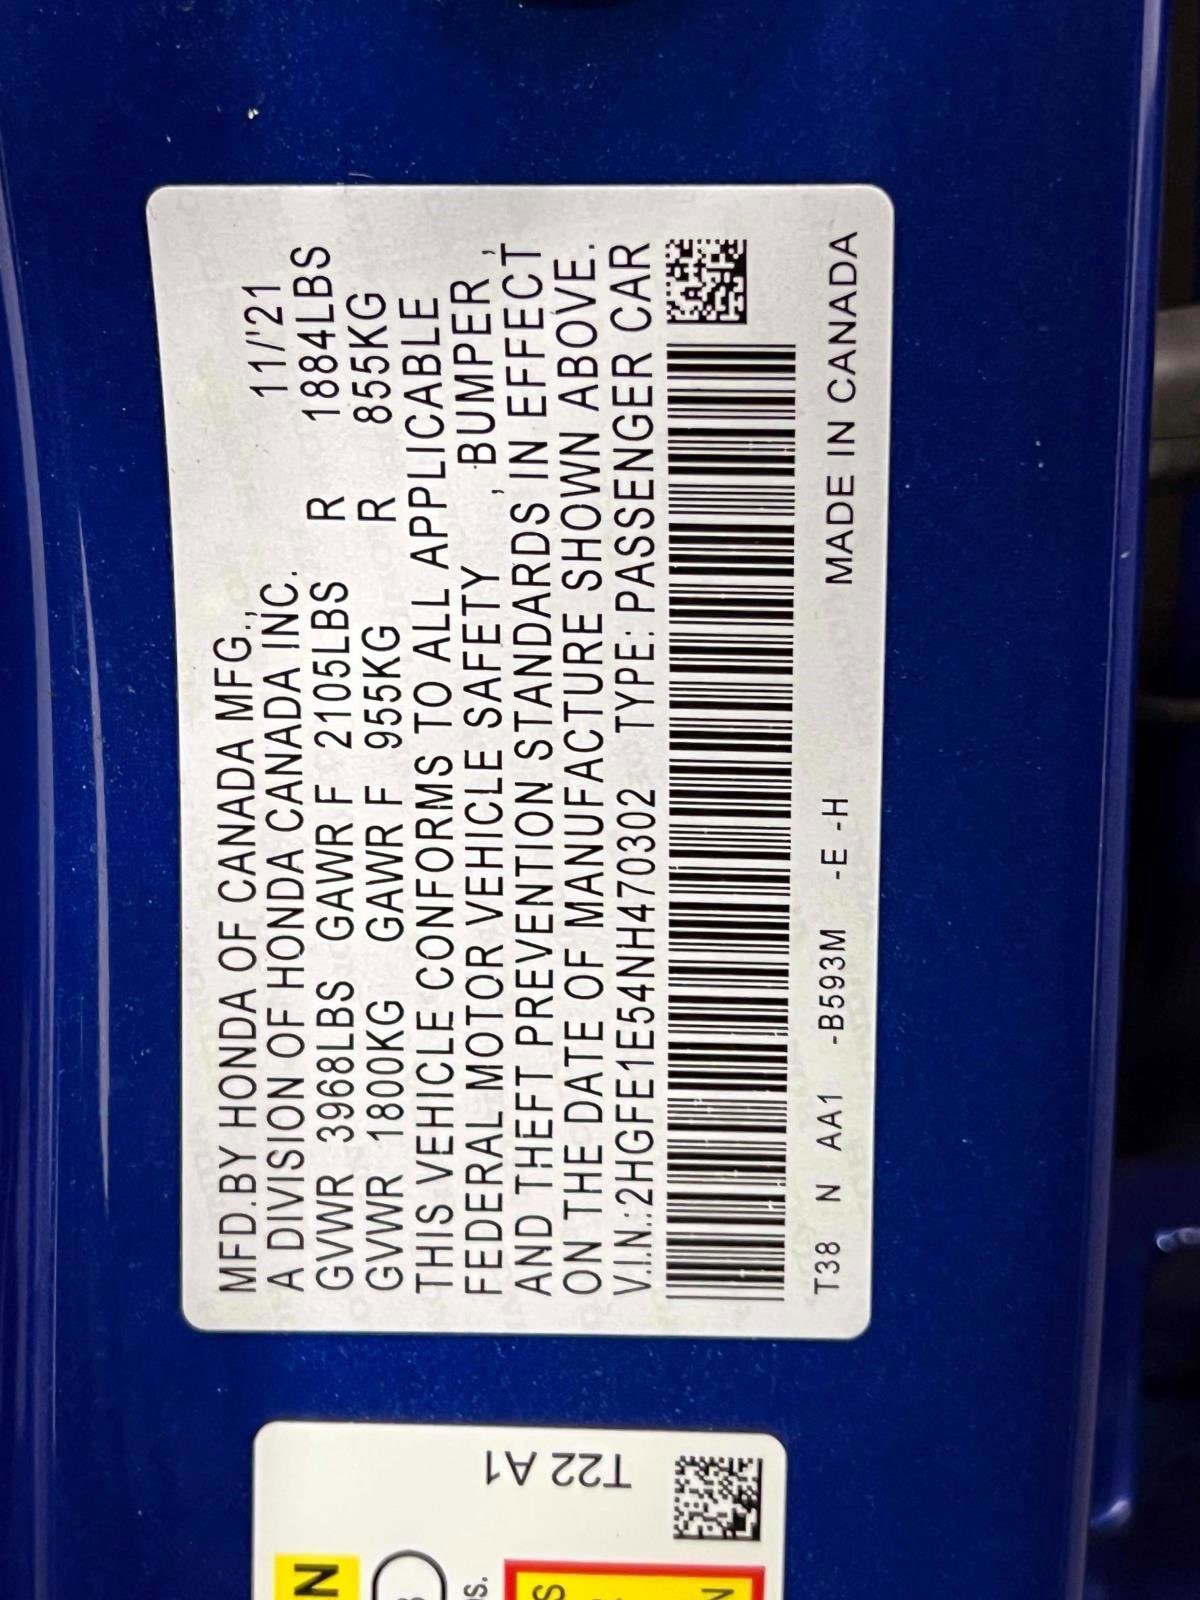 MFD.BY HONDA OF CANADA MFG.,
A DIVISION OF HONDA CANADA INC. 11/'21
GVWR 3968LBS GAWR F 2105LBS R 1884LBS
GVWR 1800KG GAWR F 955KG R 855KG
THIS VEHICLE CONFORMS TO ALL APPLICABLE
FEDERAL MOTOR VEHICLE SAFETY , BUMPER ,
AND THEFT PREVENTION STANDARDS IN EFFECT
ON THE DATE OF MANUFACTURE SHOWN ABOVE.
V.I.N.:2HGFE1E54NH470302 TYPE: PASSENGER CAR
T38 N AA1 -B593M -E -H MADE IN CANADA
T22 A1